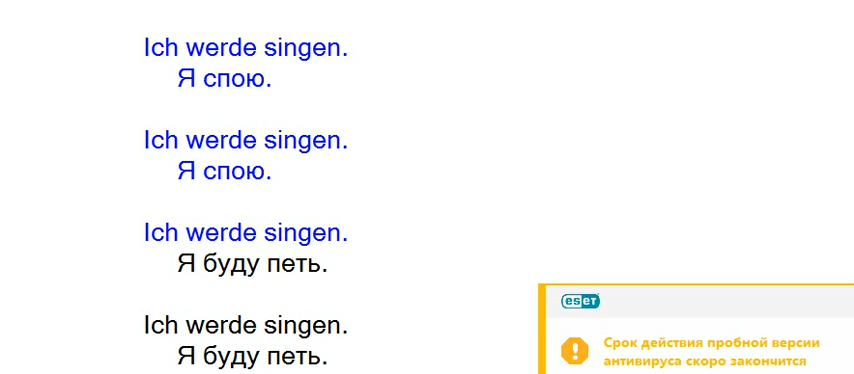 Ich werde singen.
Я спою.
Ich werde singen.
Я спою.
Ich werde singen.
Я буду петь.
Ich werde singen.
Я буду петь.
eset
Срок действия пробной версии
антивируса скоро закончится